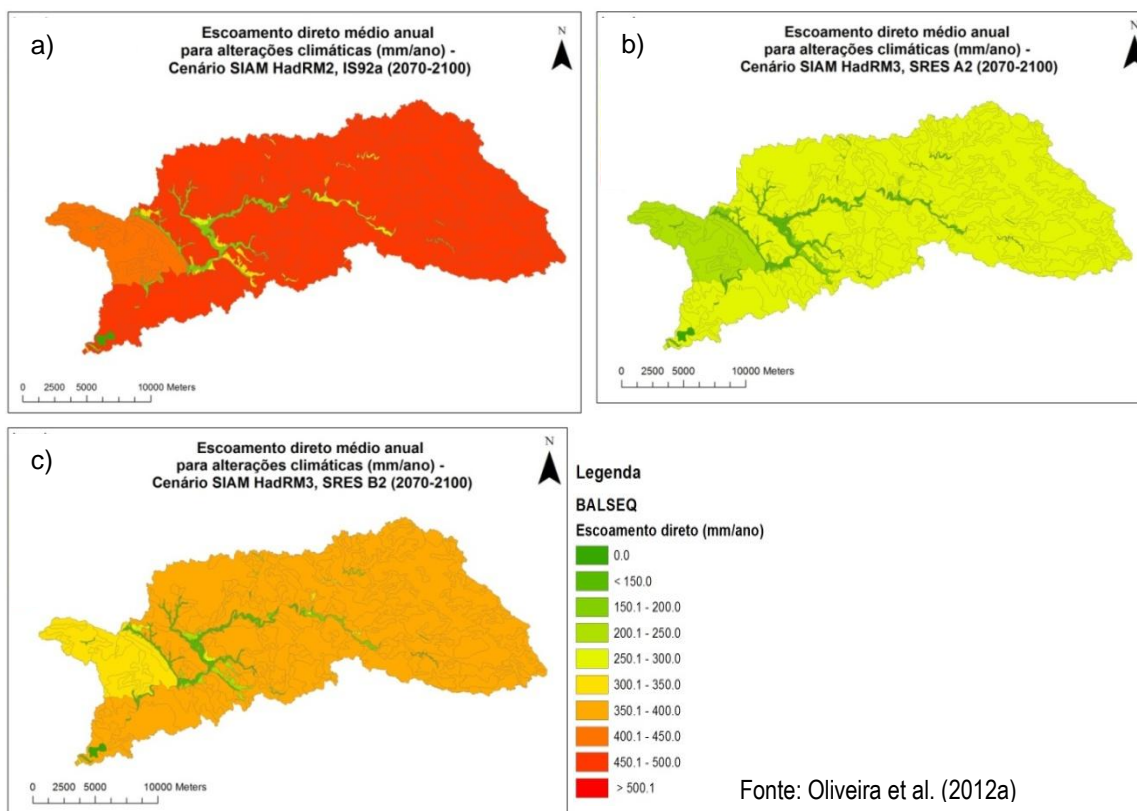 a)
Escoamento direto médio anual
para alterações climáticas (mm/ano) -
Cenário SIAM HadRM2, IS92a (2070-2100)
N
0 2500 5000 10000 Meters
b)
Escoamento direto médio anual
para alterações climáticas (mm/ano) -
Cenário SIAM HadRM3, SRES A2 (2070-2100)
N
0 2500 5000 10000 Meters
c)
Escoamento direto médio anual
para alterações climáticas (mm/ano) -
Cenário SIAM HadRM3, SRES B2 (2070-2100)
N
0 2500 5000 10000 Meters
Legenda
BALSEQ
Escoamento direto (mm/ano)
0.0
< 150.0
150.1 - 200.0
200.1 - 250.0
250.1 - 300.0
300.1 - 350.0
350.1 - 400.0
400.1 - 450.0
450.1 - 500.0
> 500.1
Fonte: Oliveira et al. (2012a)